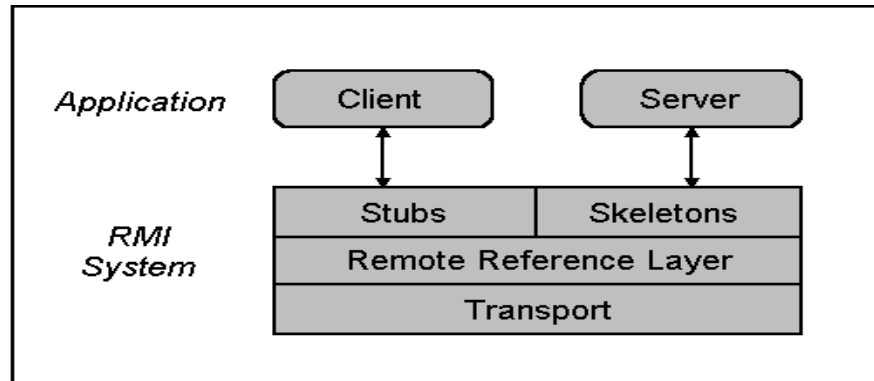 Application
Client
Server
Stubs
Skeletons
RMI
System
Remote Reference Layer
Transport